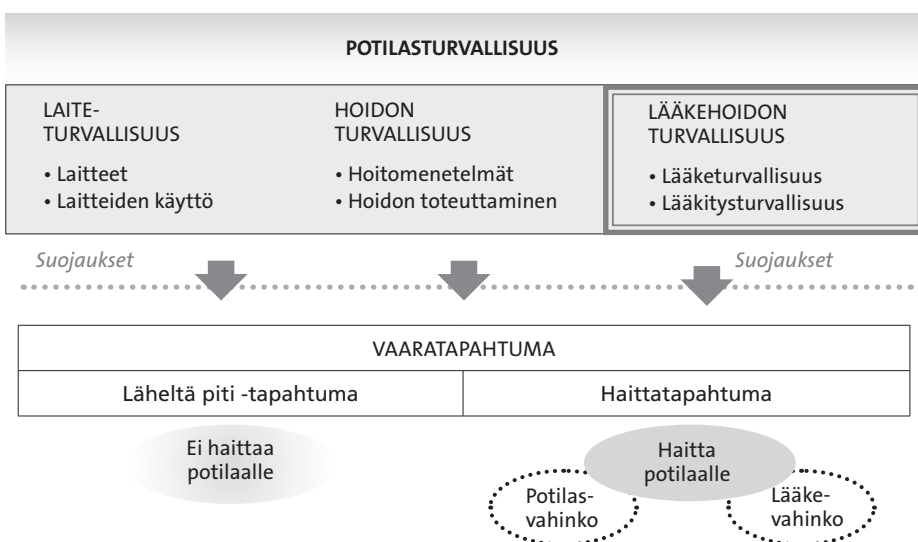 POTILASTURVALLISUUS
LAITE-
TURVALLISUUS
• Laitteet
• Laitteiden käyttö
HOIDON
TURVALLISUUS
• Hoitomenetelmät
• Hoidon toteuttaminen
LÄÄKEHOIDON
TURVALLISUUS
• Lääketurvallisuus
• Lääkitysturvallisuus
Suojaukset
Suojaukset
VAARATAPAHTUMA
Läheltä piti -tapahtuma
Haittatapahtuma
Ei haittaa
potilaalle
Haitta
potilaalle
Potilas-
vahinko
Lääke-
vahinko